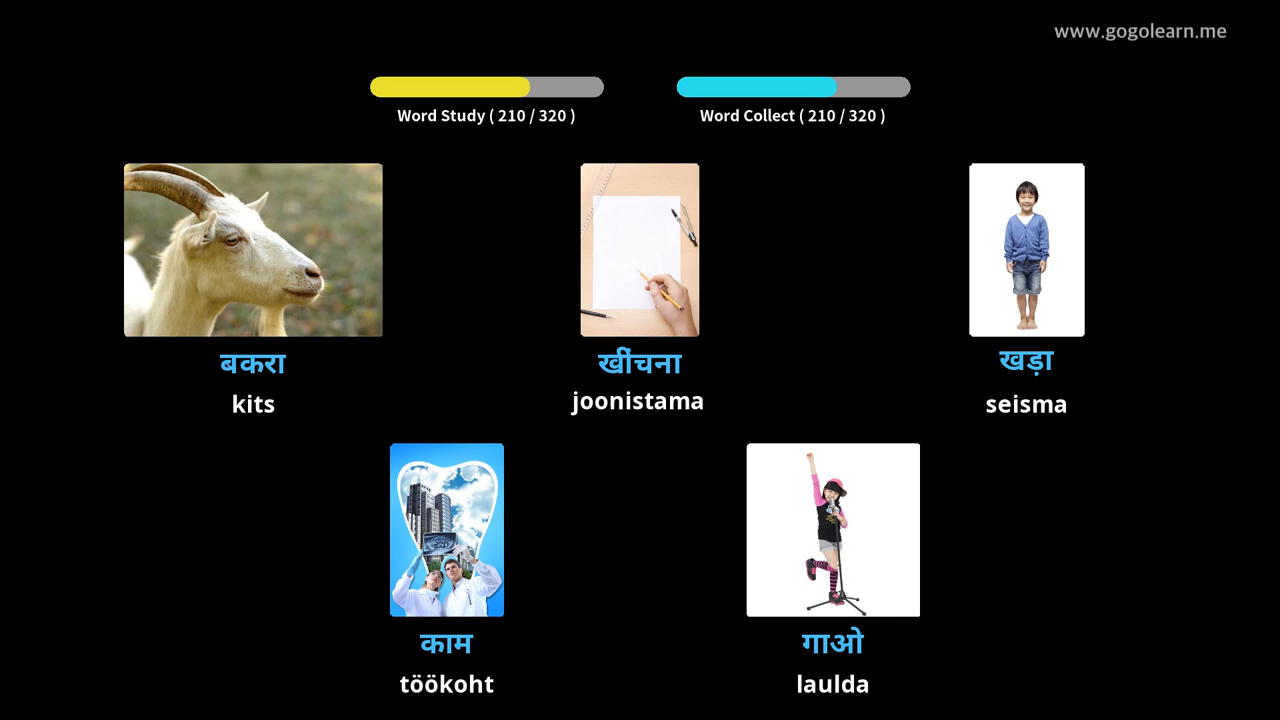 www.gogolearn.me
Word Study ( 210 / 320 )
Word Collect ( 210 / 320 )
बकरा
kits
खींचना
joonistama
खड़ा
seisma
काम
töökoht
गाओ
laulda